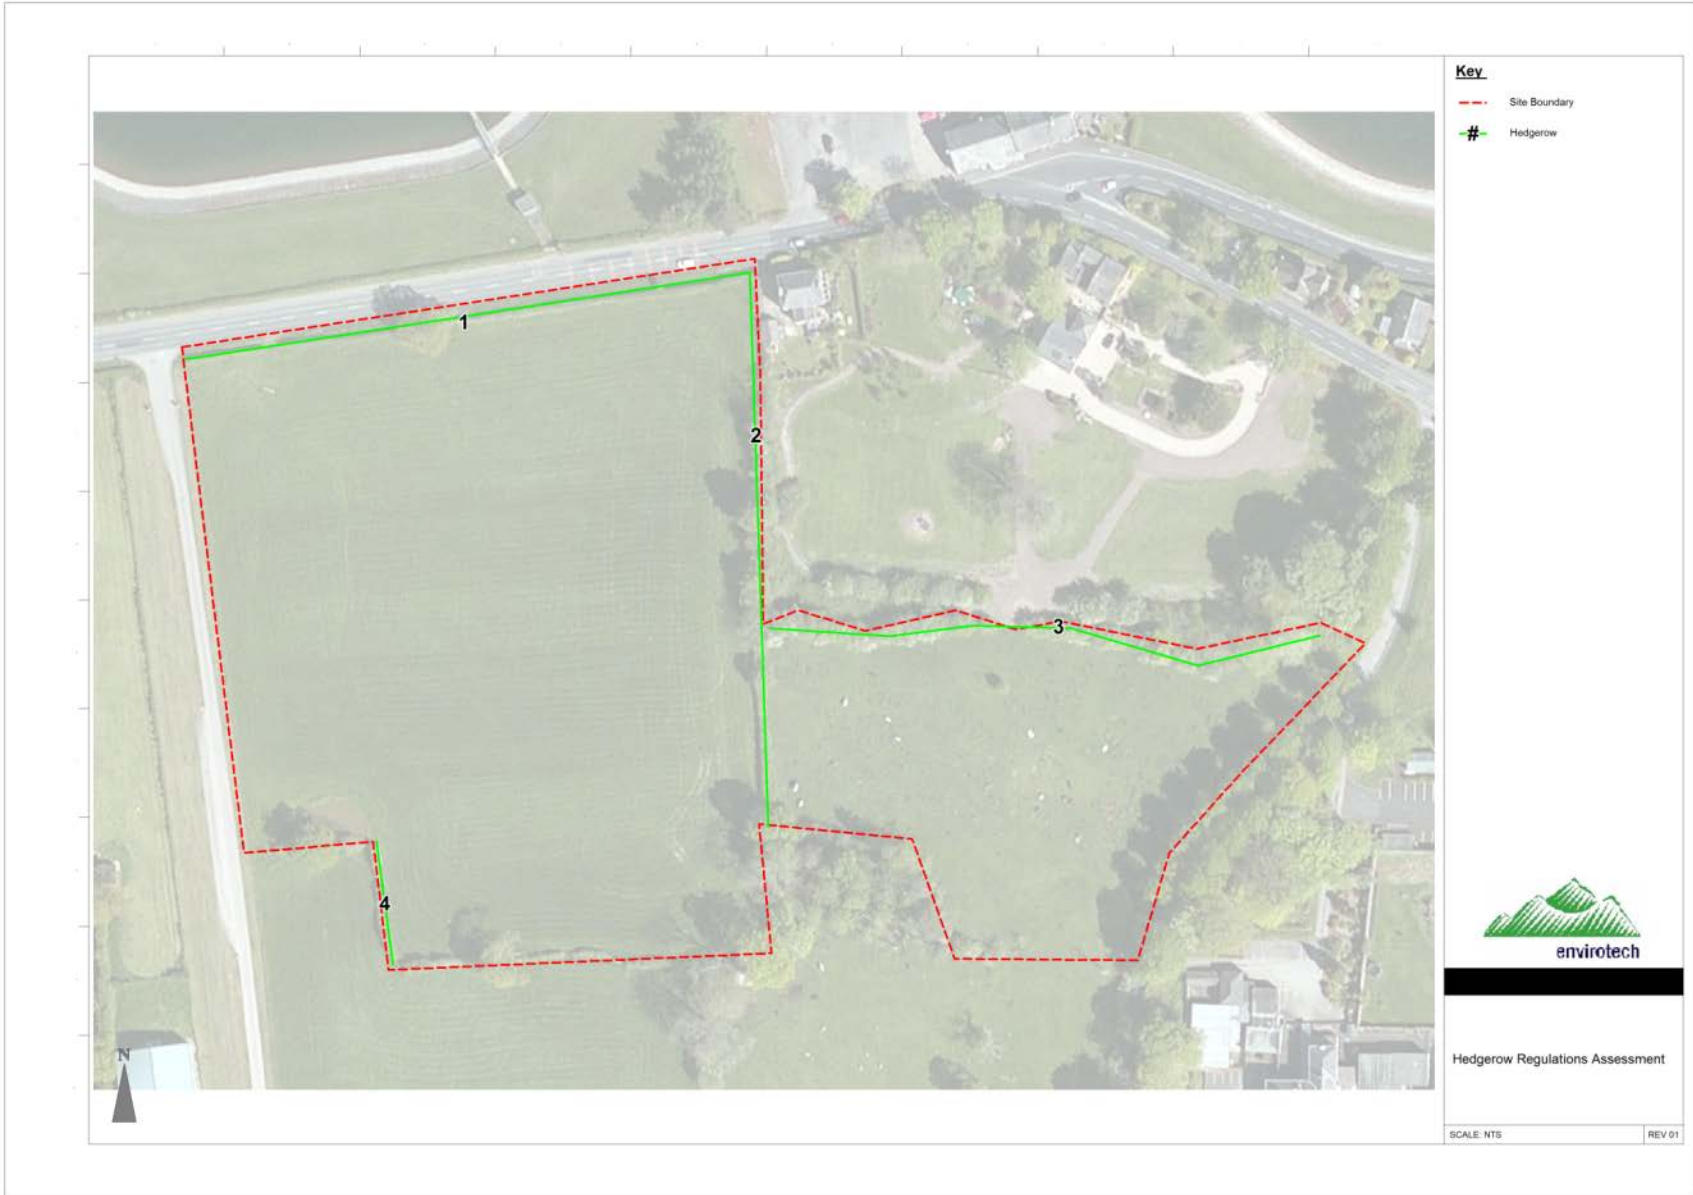 Key
Site Boundary
# Hedgerow
1
2
3
4
N
envirotech
Hedgerow Regulations Assessment
SCALE: NTS
REV 01